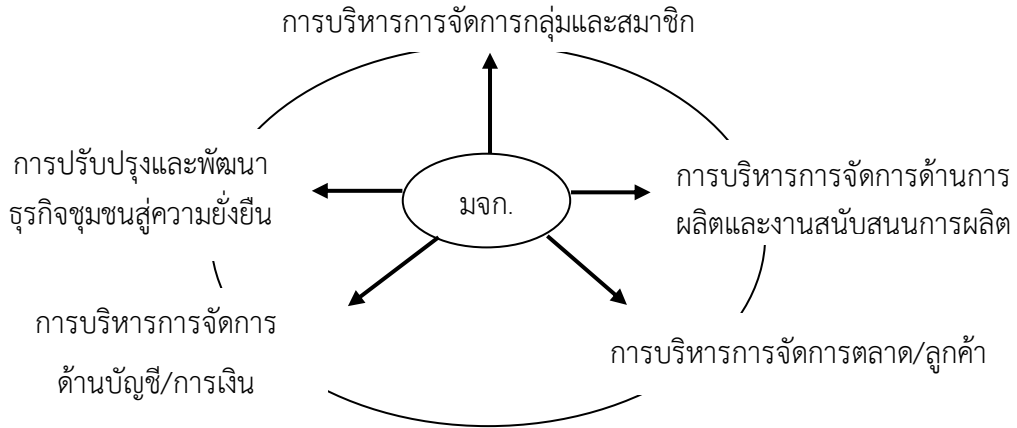 การบริหารการจัดการกลุ่มและสมาชิก
การปรับปรุงและพัฒนา
ธุรกิจชุมชนสู่ความยั่งยืน
มจก.
การบริหารการจัดการด้านการ
ผลิตและงานสนับสนนการผลิต
การบริหารการจัดการ
ด้านบัญชี/การเงิน
การบริหารการจัดการตลาด/ลูกค้า